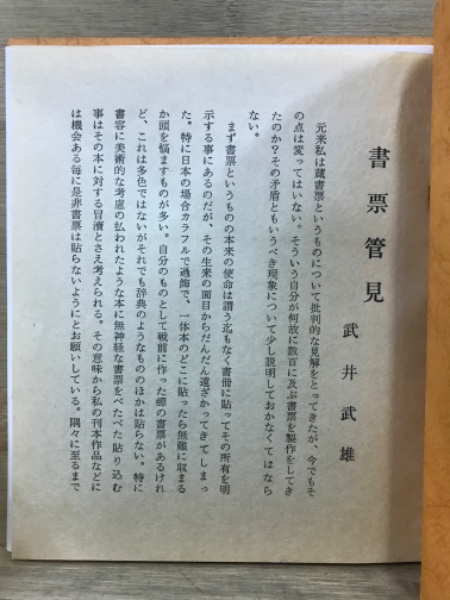 書票管見
武井武雄
元来私は蔵書票というものについて批判的な見解をとってきたが、今でもそ
の点は変ってはいない。そういう自分が何故に数百に及ぶ書票を製作をしてき
たのか？その矛盾ともいうべき現象について少し説明しておかなくてはなら
ない。
まず書票というものの本来の使命は謂う迄もなく書冊に貼ってその所有を明
示する事にあるのだが、その生来の面目からだんだん遠ざかってきてしまっ
た。特に日本の場合カラフルで過飾で、一体本のどこに貼ったら無難に収まる
か頭を悩ますものが多い。自分のものとして戦前に作った蟬の書票があるけれ
ど、これは多色ではないがそれでも辞典のようなもののほかは貼らない。特に
書容に美術的な考慮の払われたような本に無神経な書票をべたべた貼り込む
事はその本に対する冒瀆とさえ考えられる。その意味から私の刊本作品などに
は機会ある毎に是非書票は貼らないようにとお願いしている。隅々に至るまで